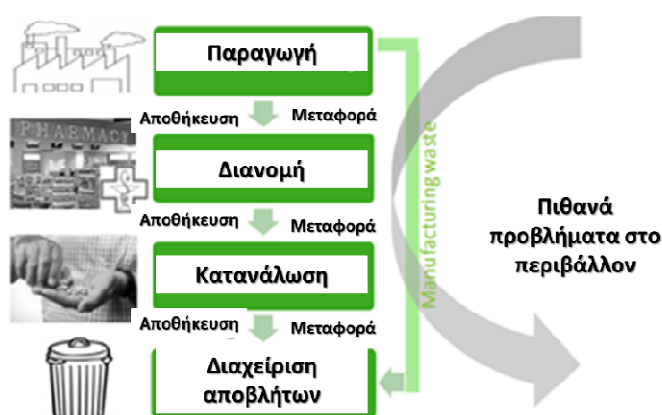 Παραγωγή
Αποθήκευση
Μεταφορά
PHARMACY
Διανομή
Αποθήκευση
Μεταφορά
Κατανάλωση
Αποθήκευση
Μεταφορά
Διαχείριση
αποβλήτων
Manufacturing waste
Πιθανά
προβλήματα στο
περιβάλλον